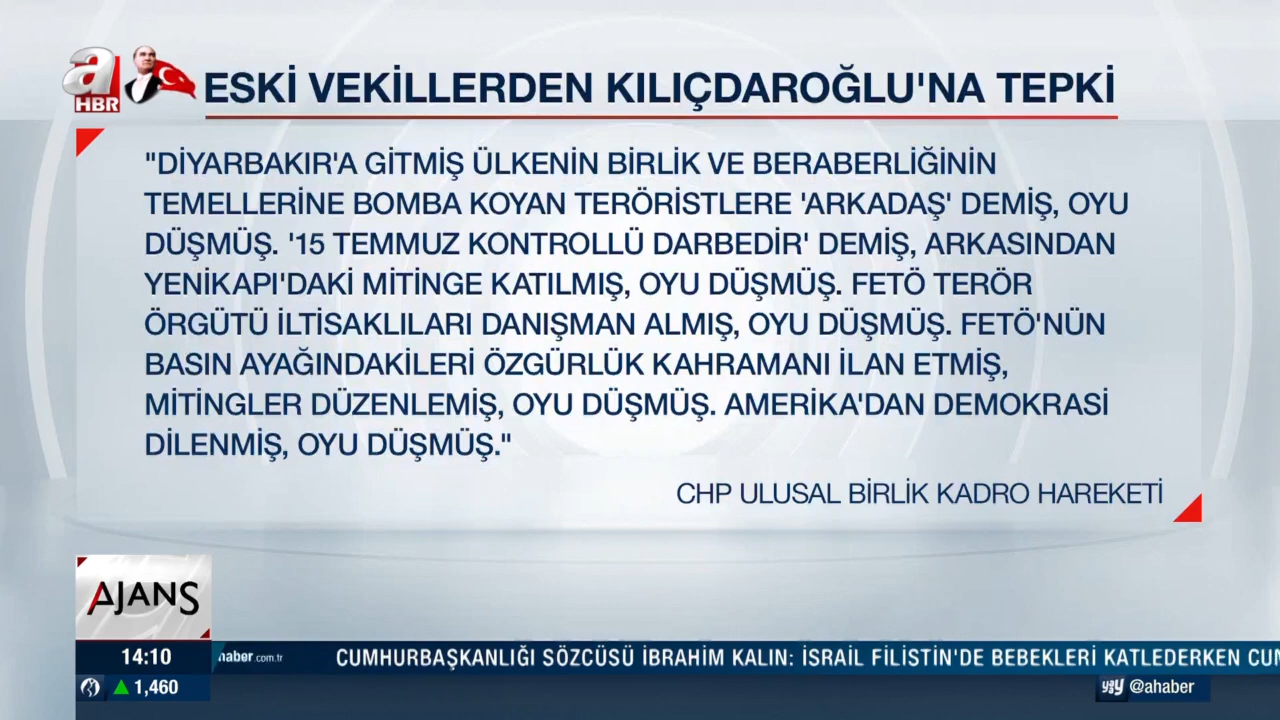 a
HBR
ESKİ VEKİLLERDEN KILIÇDAROĞLU'NA TEPKİ
"DİYARBAKIR'A GİTMİŞ ÜLKENİN BİRLİK VE BERABERLİĞİNİN
TEMELLERİNE BOMBA KOYAN TERÖRİSTLERE 'ARKADAŞ' DEMİŞ, OYU
DÜŞMÜŞ. '15 TEMMUZ KONTROLLÜ DARBEDİR' DEMİŞ, ARKASINDAN
YENİKAPI'DAKİ MİTİNGE KATILMIŞ, OYU DÜŞMÜŞ. FETÖ TERÖR
ÖRGÜTÜ İLTİSAKLILARI DANIŞMAN ALMIŞ, OYU DÜŞMÜŞ. FETÖ'NÜN
BASIN AYAĞINDAKİLERİ ÖZGÜRLÜK KAHRAMANI İLAN ETMİŞ,
MİTİNGLER DÜZENLEMİŞ, OYU DÜŞMÜŞ. AMERİKA'DAN DEMOKRASİ
DİLENMİŞ, OYU DÜŞMÜŞ."
CHP ULUSAL BİRLİK KADRO HAREKETİ
AJANS
14:10
haber.com.tr
CUMHURBAŞKANLIĞI SÖZCÜSÜ İBRAHİM KALIN: İSRAİL FİLİSTİN'DE BEBEKLERİ KATLEDERKEN CUN
1,460
@ahaber